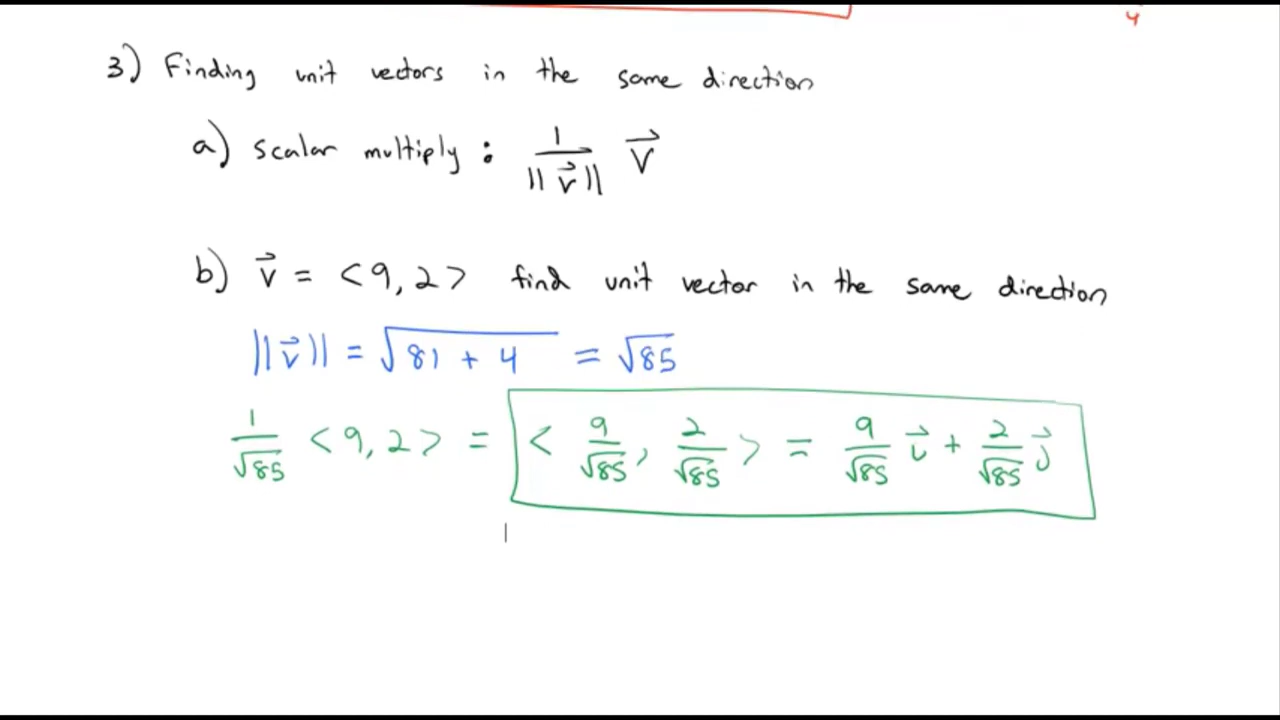 4
3) Finding unit vectors in the same direction
a) scalar multiply : 1/||v⃗|| v⃗
b) v⃗ = <9,2> find unit vector in the same direction
||v⃗|| = √81 + 4 = √85
1/√85 <9,2> = < 9/√85, 2/√85 > = 9/√85 i⃗ + 2/√85 j⃗